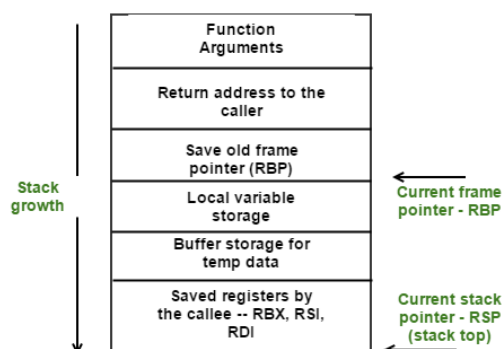 Function
Arguments
Return address to the
caller
Save old frame
pointer (RBP)
Stack
growth
Local variable
storage
Current frame
pointer - RBP
Buffer storage for
temp data
Saved registers by
the callee -- RBX, RSI,
RDI
Current stack
pointer - RSP
(stack top)